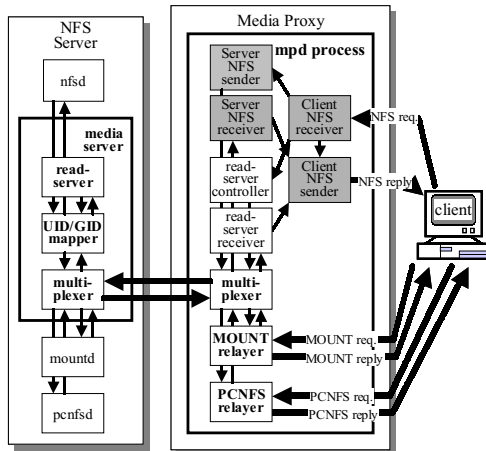 NFS
Server
nfsd
media
server
read-
server
UID/GID
mapper
multi-
plexer
mountd
pcnfsd
Media Proxy
mpd process
Server
NFS
sender
Server
NFS
receiver
Client
NFS
receiver
read-
server
controller
Client
NFS
sender
read-
server
receiver
multi-
plexer
MOUNT
relayer
PCNFS
relayer
NFS req.
NFS reply
client
MOUNT req.
MOUNT reply
PCNFS req.
PCNFS reply